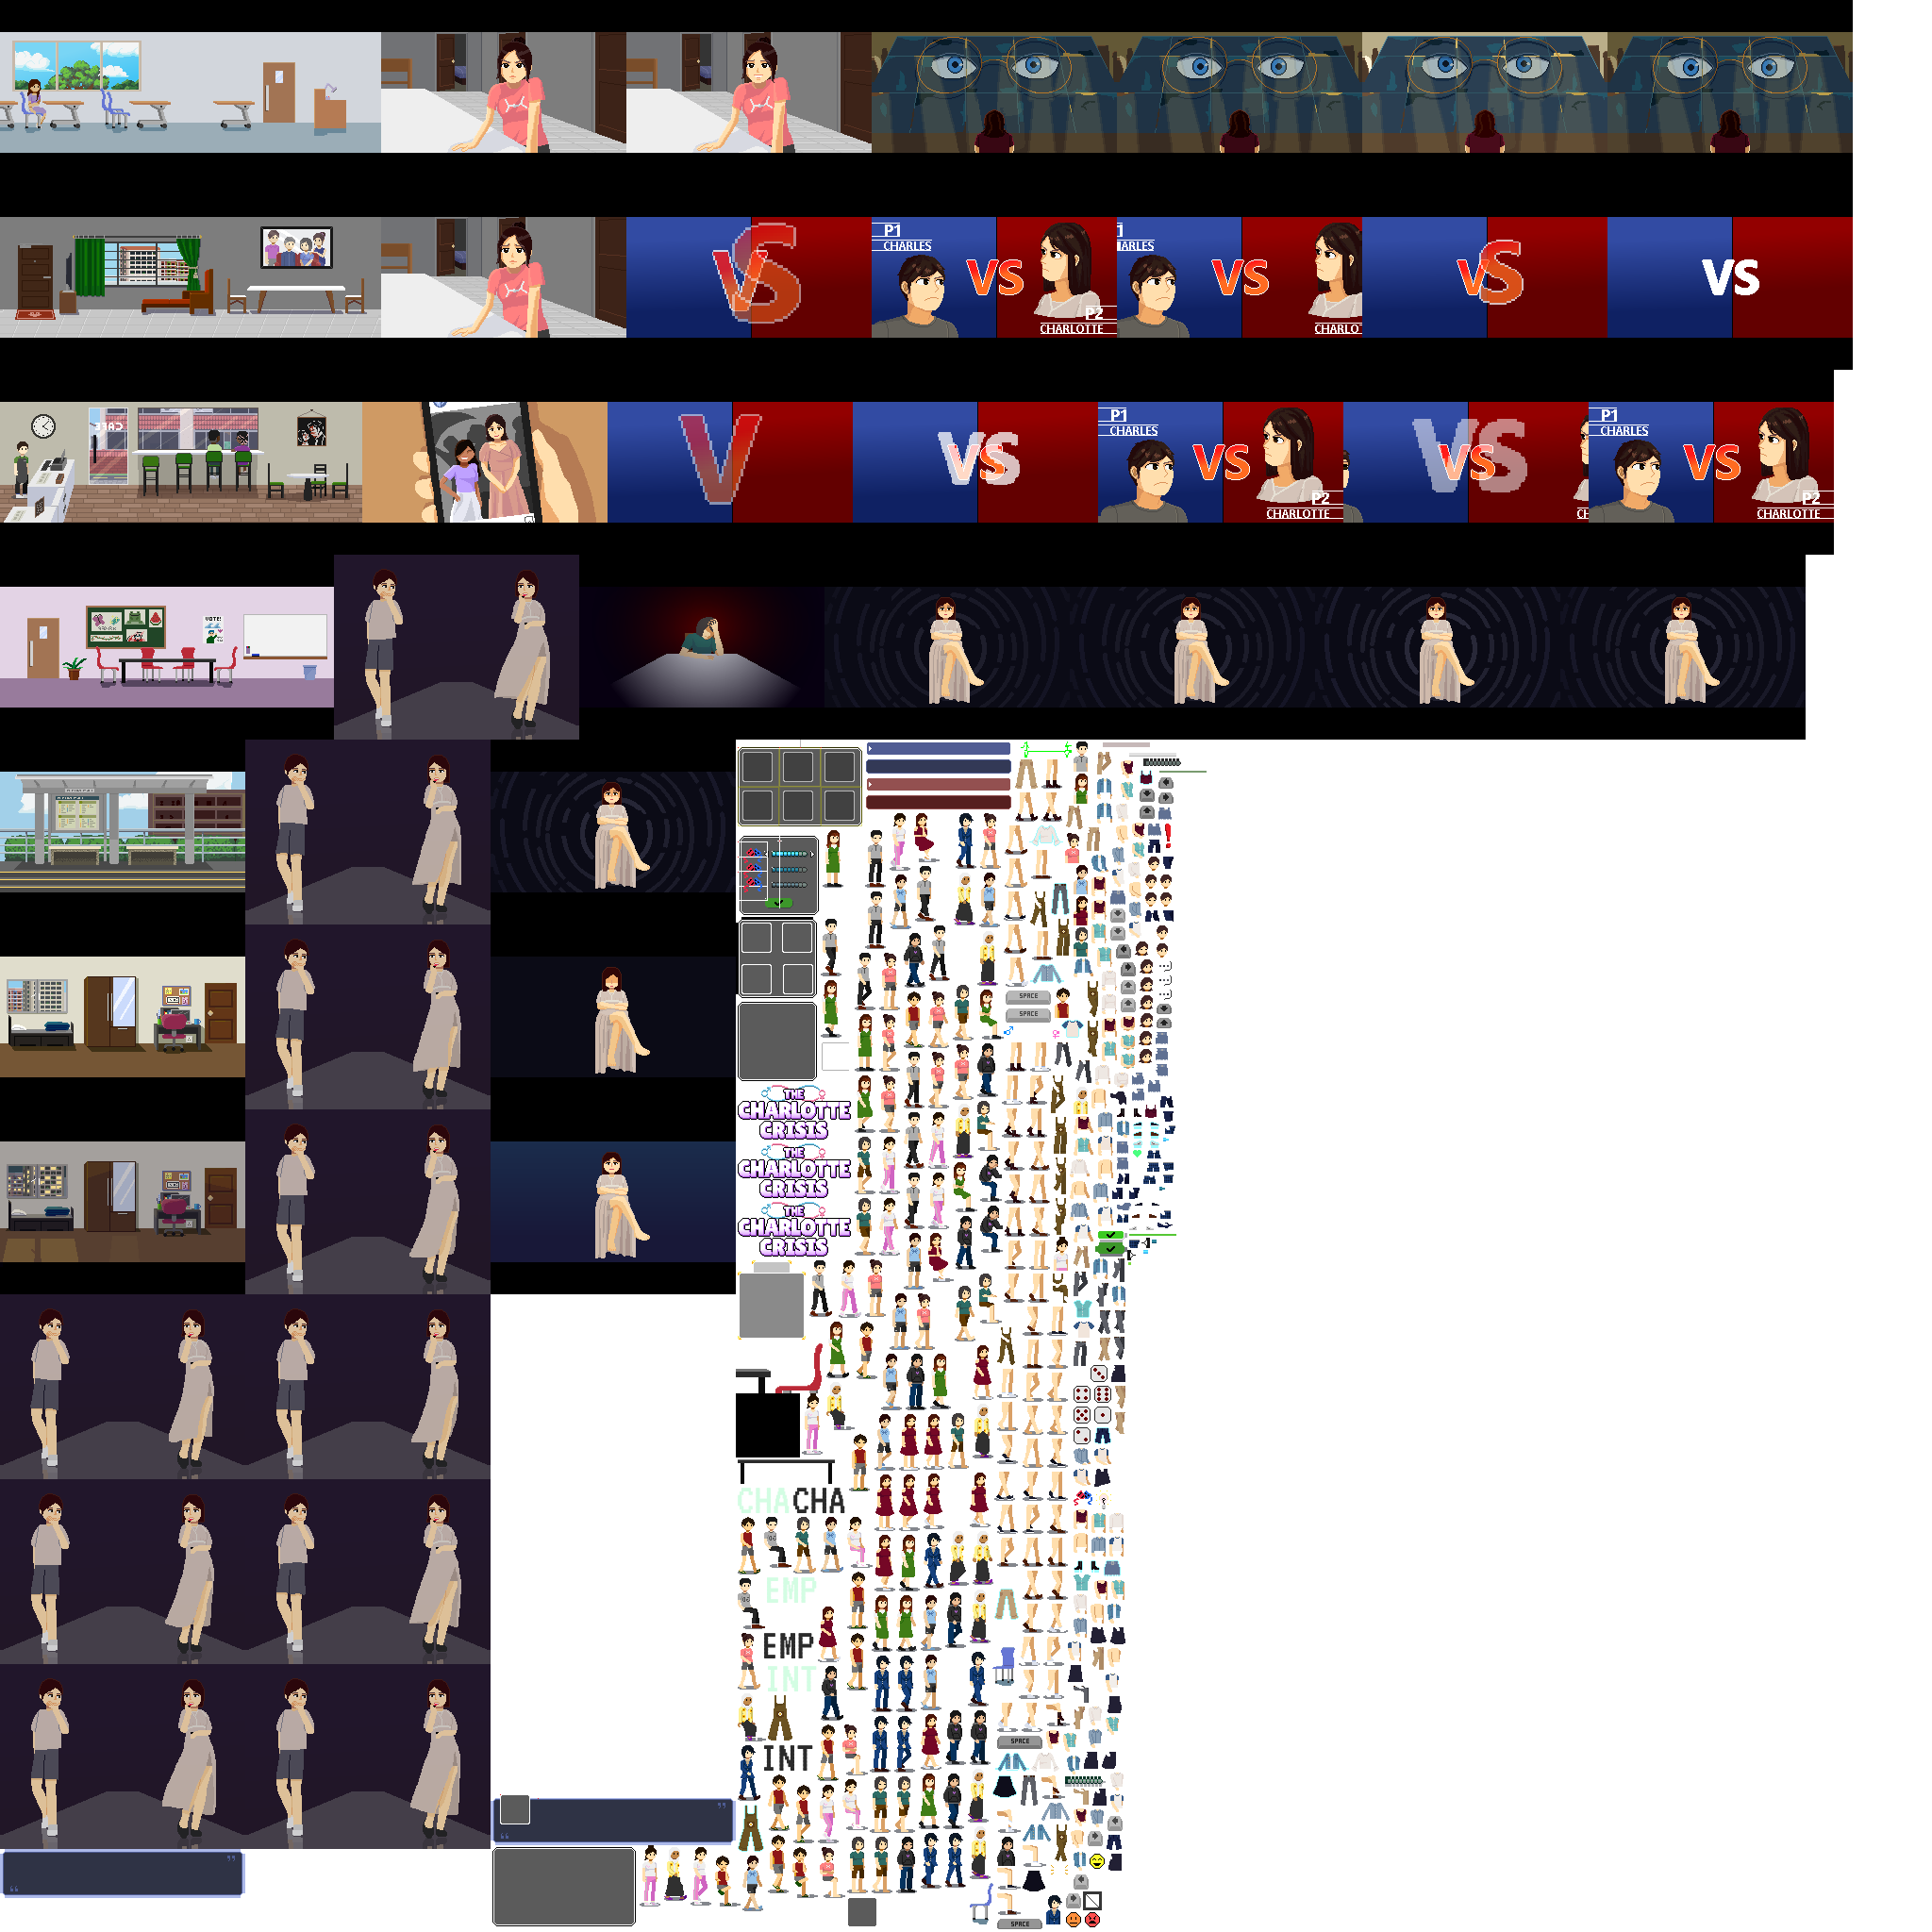 P1
CHARLES
VS
P2
CHARLOTTE
ARLES
VS
CHARLO
VS
VS
CAFE
V
VS
P1
CHARLES
VS
P2
CHARLOTTE
VS
P1
CHARLES
VS
P2
CHARLOTTE
VOTE!
SPACE
SPACE
THE
CHARLOTTE
CRISIS
THE
CHARLOTTE
CRISIS
THE
CHARLOTTE
CRISIS
CHA CHA
EMP
EMP
INT
INT
SPACE
SPACE